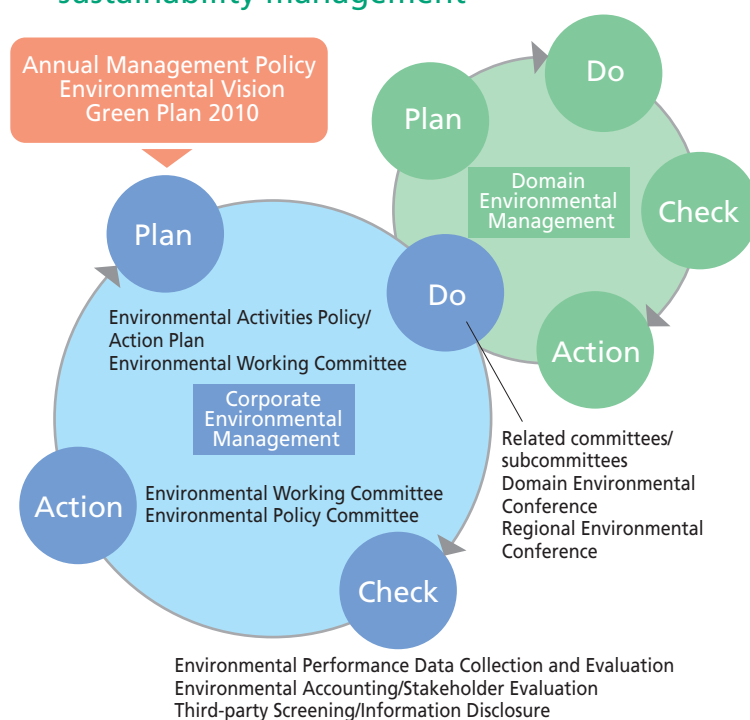 sustainability management
Annual Management Policy
Environmental Vision
Green Plan 2010
Plan
Do
Check
Action
Domain
Environmental
Management
Plan
Do
Environmental Activities Policy/
Action Plan
Environmental Working Committee
Corporate
Environmental
Management
Related committees/
subcommittees
Domain Environmental
Conference
Regional Environmental
Conference
Action
Environmental Working Committee
Environmental Policy Committee
Check
Environmental Performance Data Collection and Evaluation
Environmental Accounting/Stakeholder Evaluation
Third-party Screening/Information Disclosure